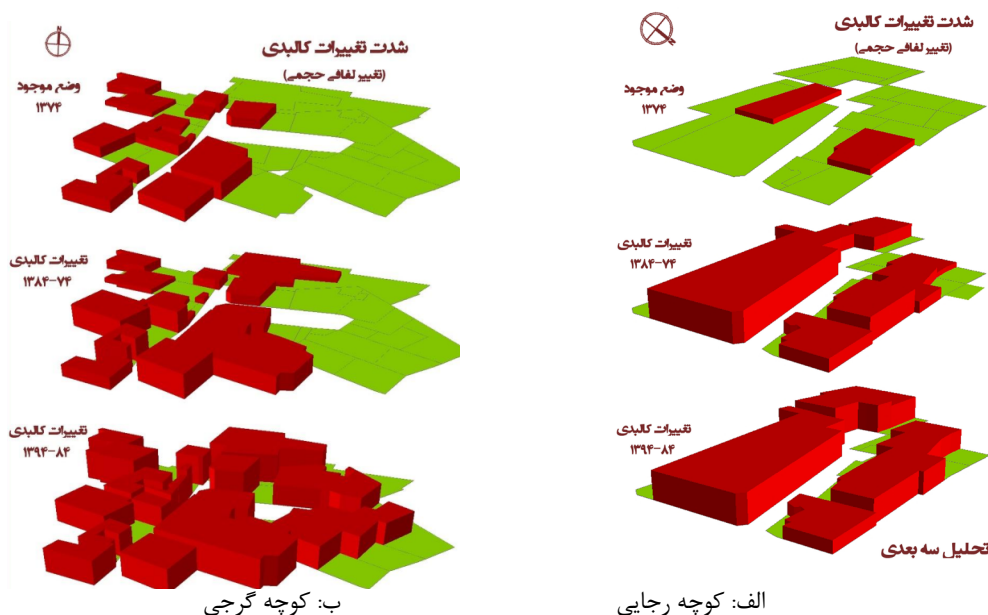 شدت تغییرات کالبدی
(تغییر لفافی حجمی)
وضع موجود
۱۳۷۴
تغییرات کالبدی
۱۳۸۴-۷۴
تغییرات کالبدی
۱۳۹۴-۸۴
تحلیل سه بعدی
الف: کوچه رجایی
N
شدت تغییرات کالبدی
(تغییر لفافی حجمی)
وضع موجود
۱۳۷۴
تغییرات کالبدی
۱۳۸۴-۷۴
تغییرات کالبدی
۱۳۹۴-۸۴
ب: کوچه گرجی